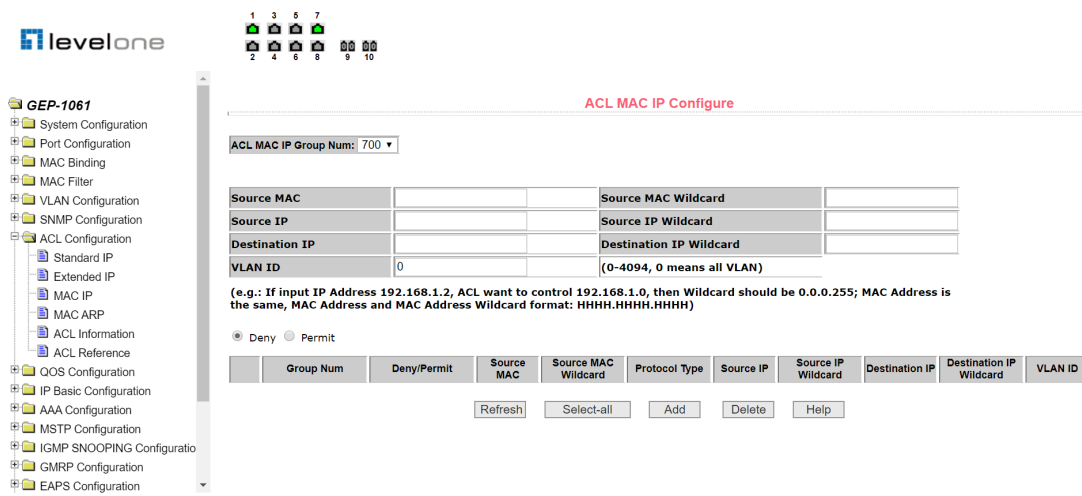 levelone
1 3 5 7
2 4 6 8 9 10
GEP-1061
System Configuration
Port Configuration
MAC Binding
MAC Filter
VLAN Configuration
SNMP Configuration
ACL Configuration
Standard IP
Extended IP
MAC IP
MAC ARP
ACL Information
ACL Reference
QOS Configuration
IP Basic Configuration
AAA Configuration
MSTP Configuration
IGMP SNOOPING Configuratio
GMRP Configuration
EAPS Configuration
ACL MAC IP Configure
ACL MAC IP Group Num: 700
Source MAC Source MAC Wildcard
Source IP Source IP Wildcard
Destination IP Destination IP Wildcard
VLAN ID 0 (0-4094, 0 means all VLAN)
(e.g.: If input IP Address 192.168.1.2, ACL want to control 192.168.1.0, then Wildcard should be 0.0.0.255; MAC Address is
the same, MAC Address and MAC Address Wildcard format: HHHH.HHHH.HHHH)
Deny Permit
Group Num Deny/Permit Source MAC Source MAC Wildcard Protocol Type Source IP Source IP Wildcard Destination IP Destination IP Wildcard VLAN ID
Refresh Select-all Add Delete Help